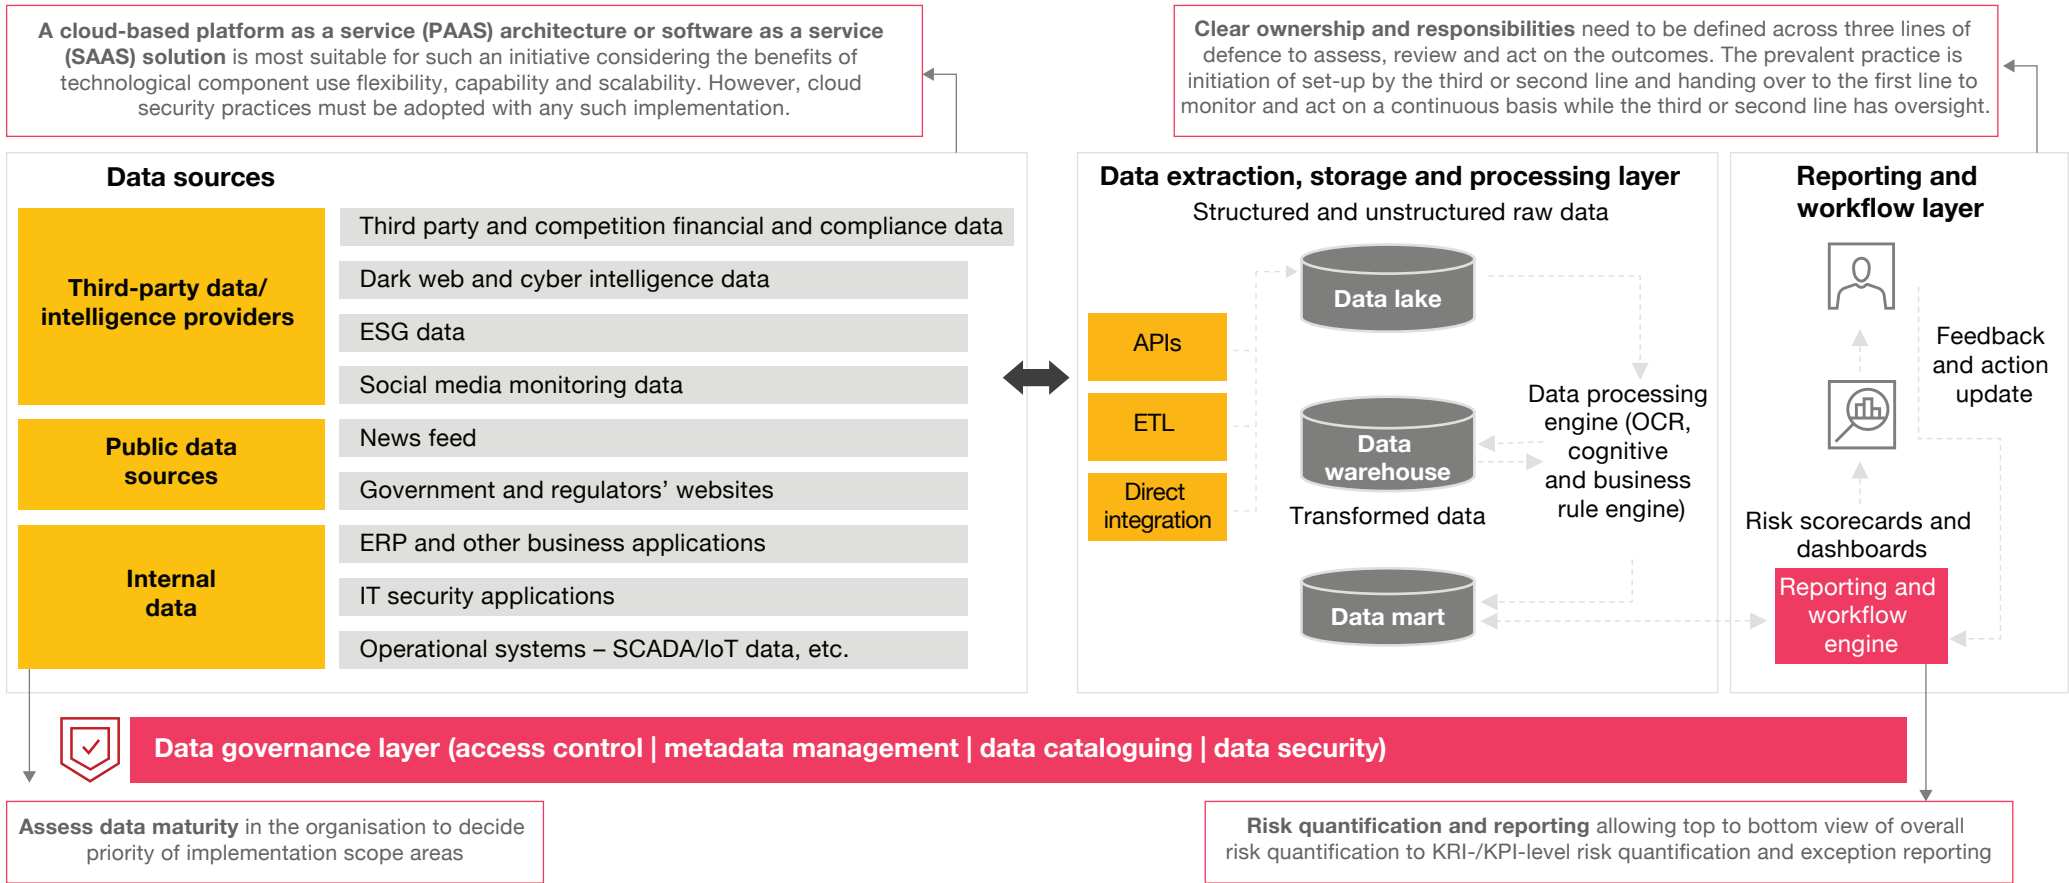 A cloud-based platform as a service (PAAS) architecture or software as a service
(SAAS) solution is most suitable for such an initiative considering the benefits of
technological component use flexibility, capability and scalability. However, cloud
security practices must be adopted with any such implementation.
Clear ownership and responsibilities need to be defined across three lines of
defence to assess, review and act on the outcomes. The prevalent practice is
initiation of set-up by the third or second line and handing over to the first line to
monitor and act on a continuous basis while the third or second line has oversight.
Data sources
Third-party data/
intelligence providers
Third party and competition financial and compliance data
Dark web and cyber intelligence data
ESG data
Social media monitoring data
Public data
sources
News feed
Government and regulators’ websites
Internal
data
ERP and other business applications
IT security applications
Operational systems – SCADA/IoT data, etc.
Data extraction, storage and processing layer
Structured and unstructured raw data
APIs
ETL
Direct
integration
Data lake
Data
warehouse
Transformed data
Data mart
Data processing
engine (OCR,
cognitive
and business
rule engine)
Reporting and
workflow layer
Feedback
and action
update
Risk scorecards and
dashboards
Reporting and
workflow
engine
Data governance layer (access control | metadata management | data cataloguing | data security)
Assess data maturity in the organisation to decide
priority of implementation scope areas
Risk quantification and reporting allowing top to bottom view of overall
risk quantification to KRI-/KPI-level risk quantification and exception reporting